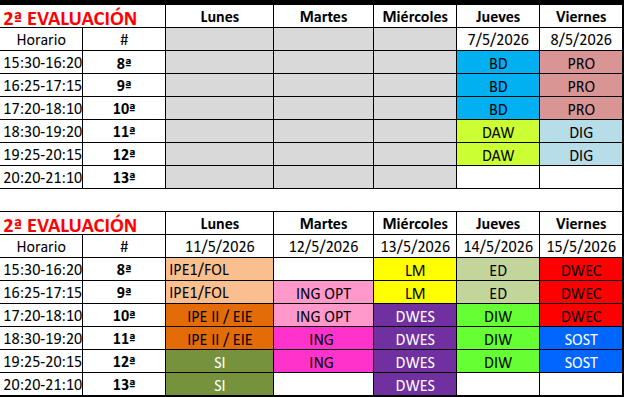 2ª EVALUACIÓN Lunes Martes Miércoles Jueves Viernes
Horario # 7/5/2026 8/5/2026
15:30-16:20 8ª BD PRO
16:25-17:15 9ª BD PRO
17:20-18:10 10ª BD PRO
18:30-19:20 11ª DAW DIG
19:25-20:15 12ª DAW DIG
20:20-21:10 13ª
2ª EVALUACIÓN Lunes Martes Miércoles Jueves Viernes
Horario # 11/5/2026 12/5/2026 13/5/2026 14/5/2026 15/5/2026
15:30-16:20 8ª IPE1/FOL LM ED DWEC
16:25-17:15 9ª IPE1/FOL ING OPT LM ED DWEC
17:20-18:10 10ª IPE II / EIE ING OPT DWES DIW DWEC
18:30-19:20 11ª IPE II / EIE ING DWES DIW SOST
19:25-20:15 12ª SI ING DWES DIW SOST
20:20-21:10 13ª SI DWES